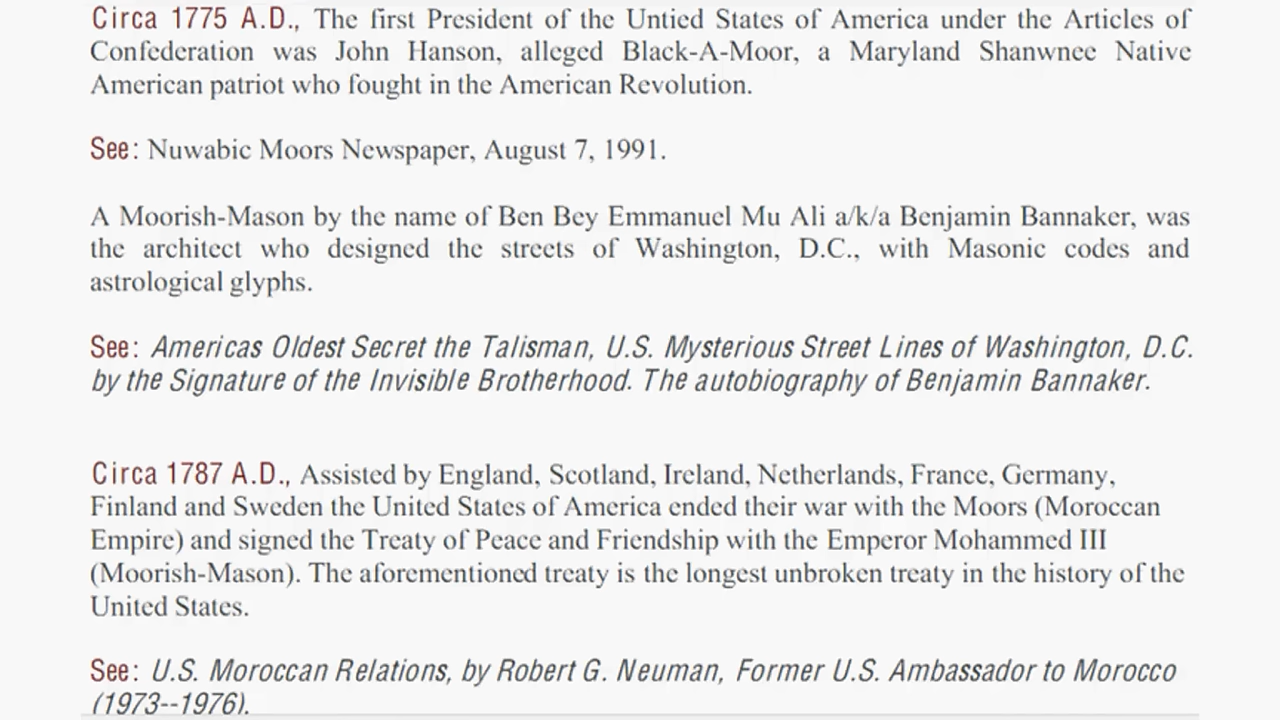 Circa 1775 A.D., The first President of the Untied States of America under the Articles of
Confederation was John Hanson, alleged Black-A-Moor, a Maryland Shanwnee Native
American patriot who fought in the American Revolution.
See: Nuwabic Moors Newspaper, August 7, 1991.
A Moorish-Mason by the name of Ben Bey Emmanuel Mu Ali a/k/a Benjamin Bannaker, was
the architect who designed the streets of Washington, D.C., with Masonic codes and
astrological glyphs.
See: Americas Oldest Secret the Talisman, U.S. Mysterious Street Lines of Washington, D.C.
by the Signature of the Invisible Brotherhood. The autobiography of Benjamin Bannaker.
Circa 1787 A.D., Assisted by England, Scotland, Ireland, Netherlands, France, Germany,
Finland and Sweden the United States of America ended their war with the Moors (Moroccan
Empire) and signed the Treaty of Peace and Friendship with the Emperor Mohammed III
(Moorish-Mason). The aforementioned treaty is the longest unbroken treaty in the history of the
United States.
See: U.S. Moroccan Relations, by Robert G. Neuman, Former U.S. Ambassador to Morocco
(1973--1976).